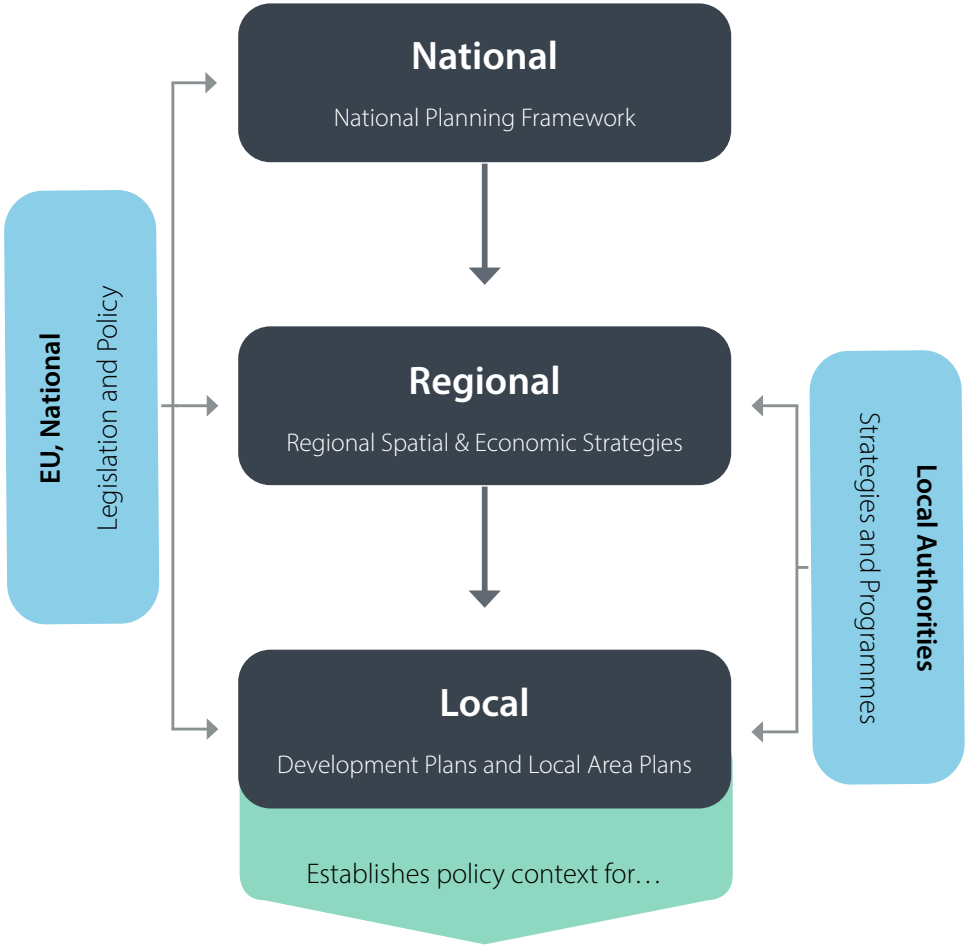 National
National Planning Framework
EU, National
Legislation and Policy
Regional
Regional Spatial & Economic Strategies
Local Authorities
Strategies and Programmes
Local
Development Plans and Local Area Plans
Establishes policy context for…